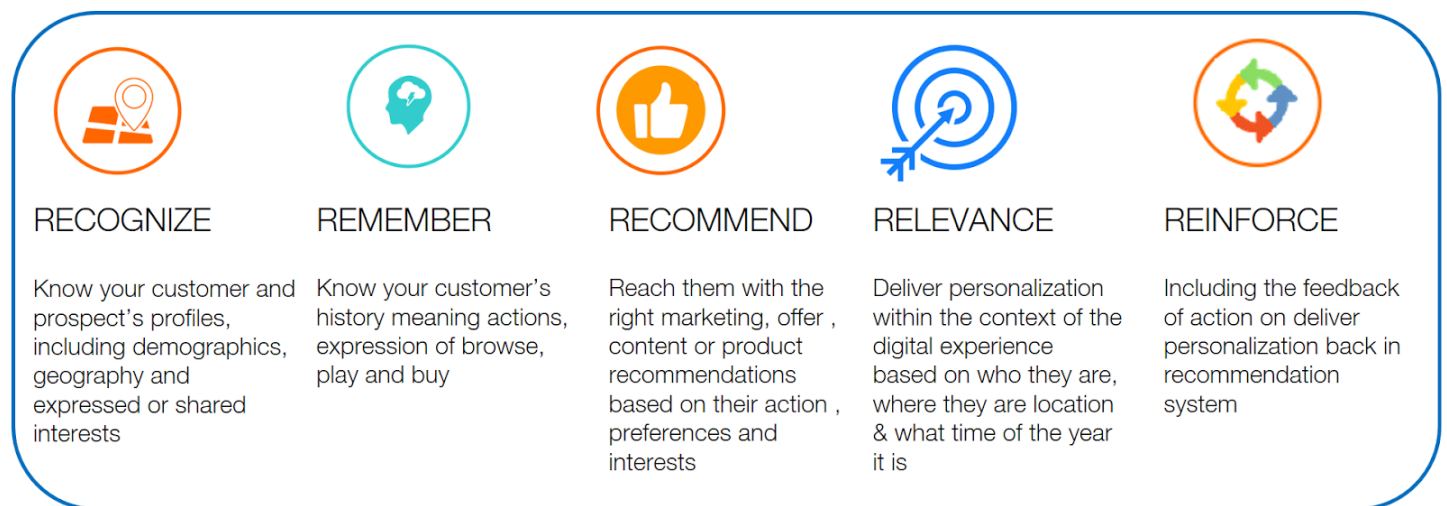 RECOGNIZE
Know your customer and
prospect's profiles,
including demographics,
geography and
expressed or shared
interests
REMEMBER
Know your customer's
history meaning actions,
expression of browse,
play and buy
RECOMMEND
Reach them with the
right marketing, offer ,
content or product
recommendations
based on their action ,
preferences and
interests
RELEVANCE
Deliver personalization
within the context of the
digital experience
based on who they are,
where they are location
& what time of the year
it is
REINFORCE
Including the feedback
of action on deliver
personalization back in
recommendation
system